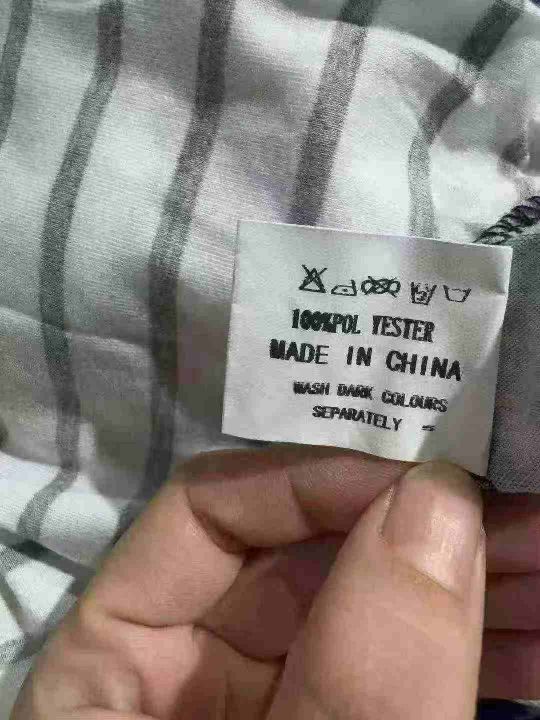 100%POL YESTER
MADE IN CHINA
WASH DARK COLOURS
SEPARATELY